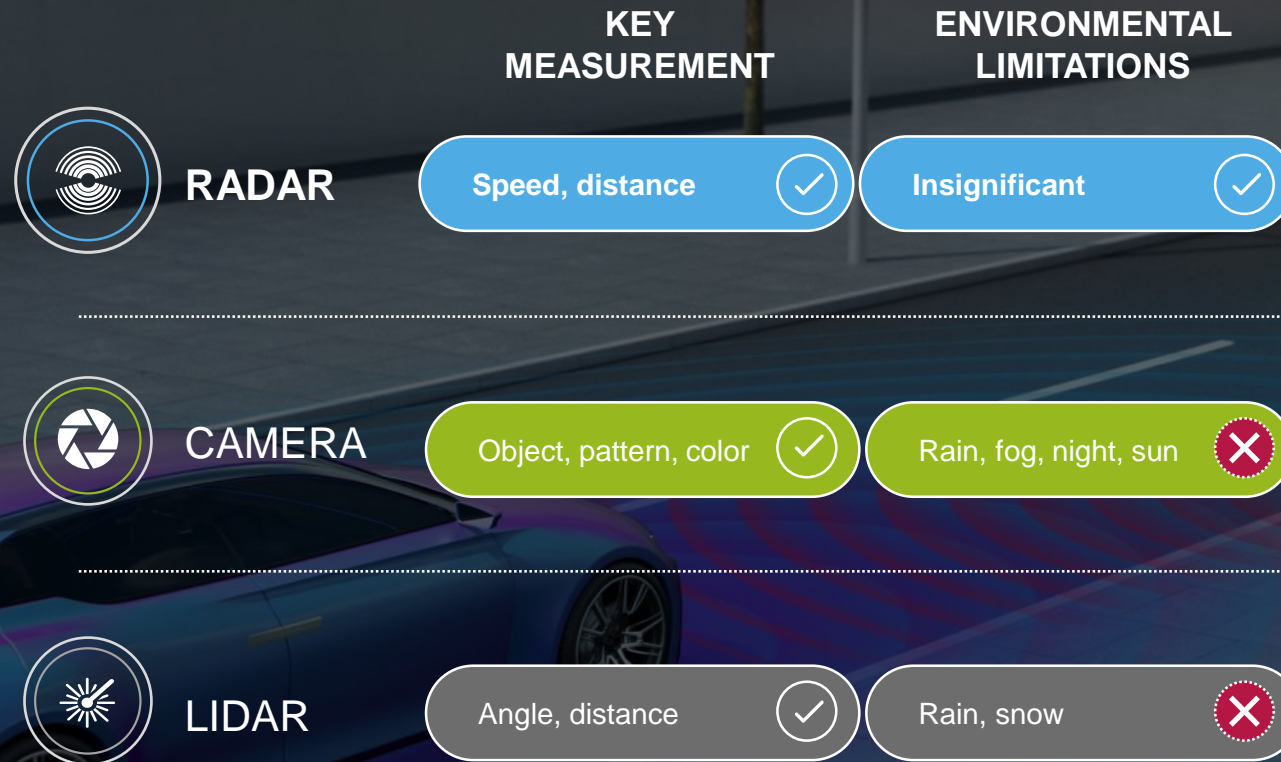 KEY
MEASUREMENT
ENVIRONMENTAL
LIMITATIONS
RADAR
Speed, distance
Insignificant
CAMERA
Object, pattern, color
Rain, fog, night, sun
LIDAR
Angle, distance
Rain, snow